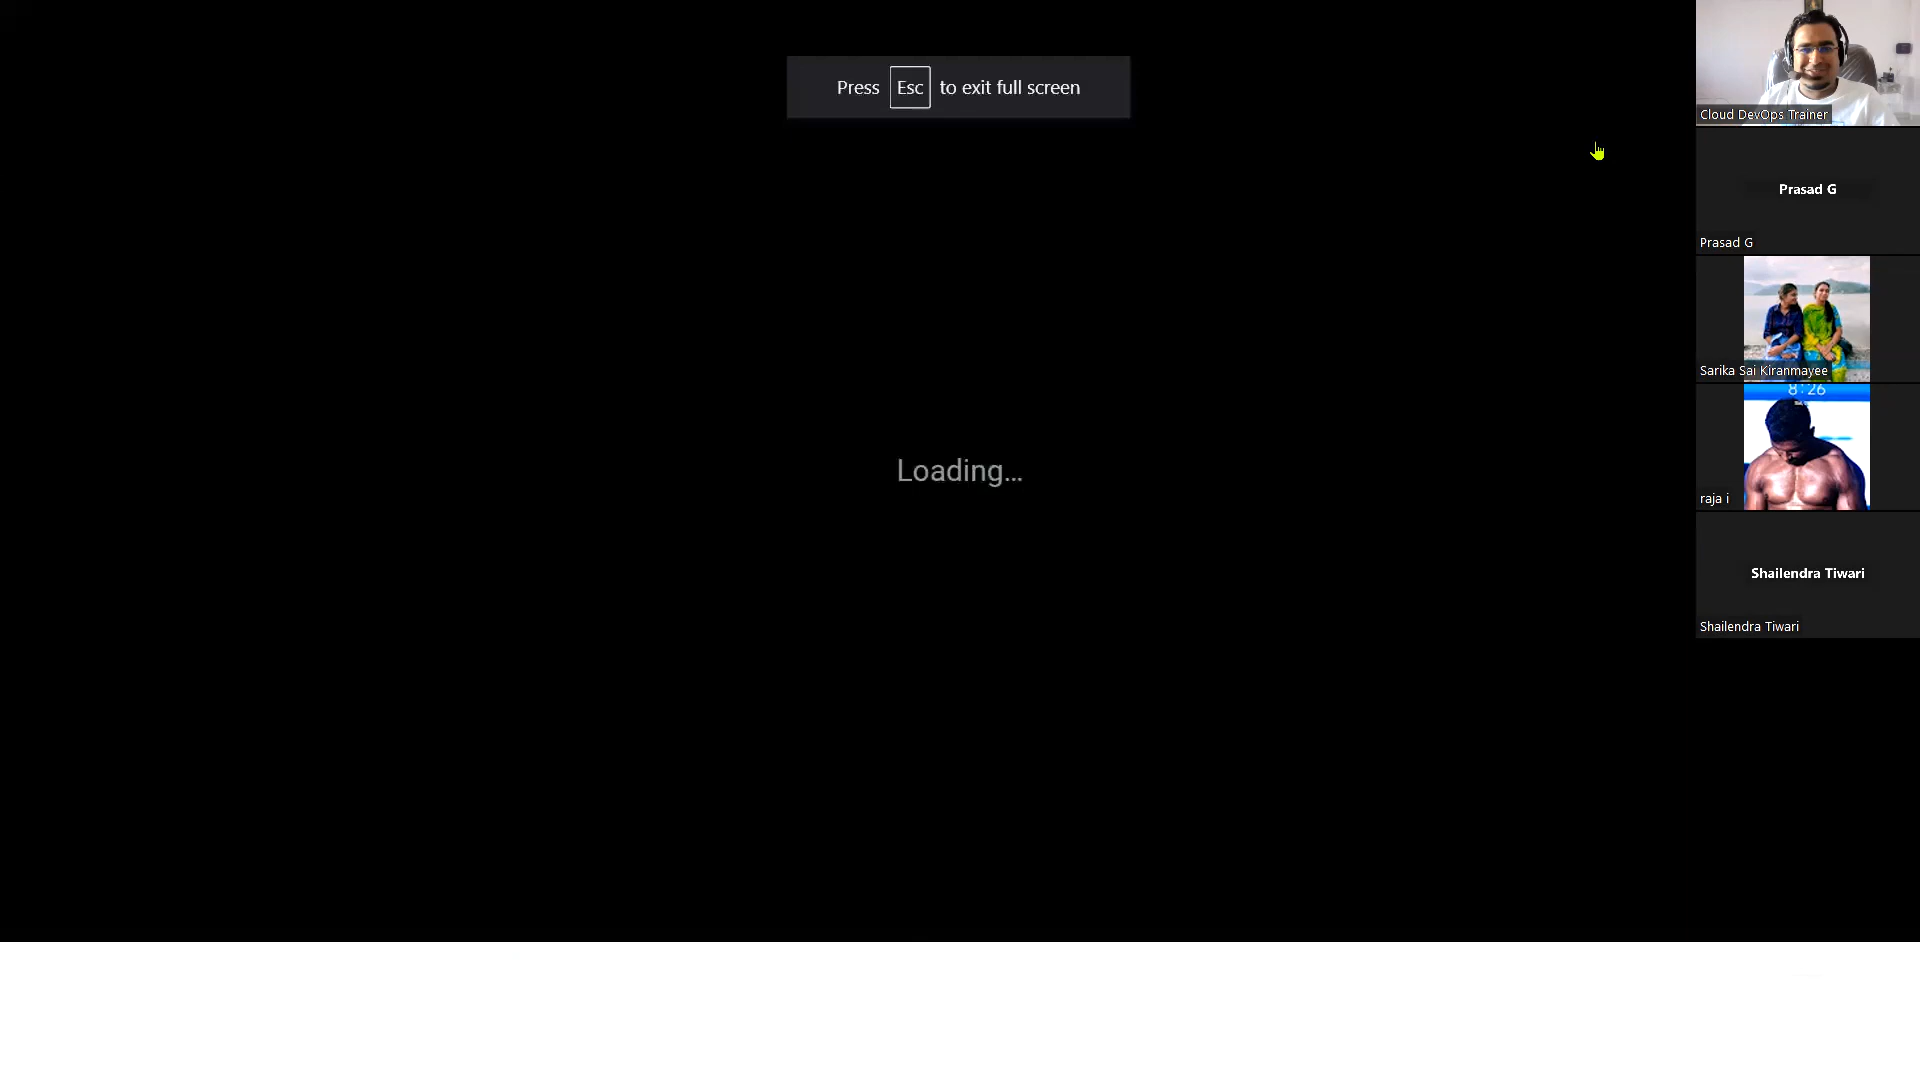 Press Esc to exit full screen
Cloud DevOps Trainer
Prasad G
Prasad G
Sarika Sai Kiranmayee
8:26
raja i
Loading...
Shailendra Tiwari
Shailendra Tiwari